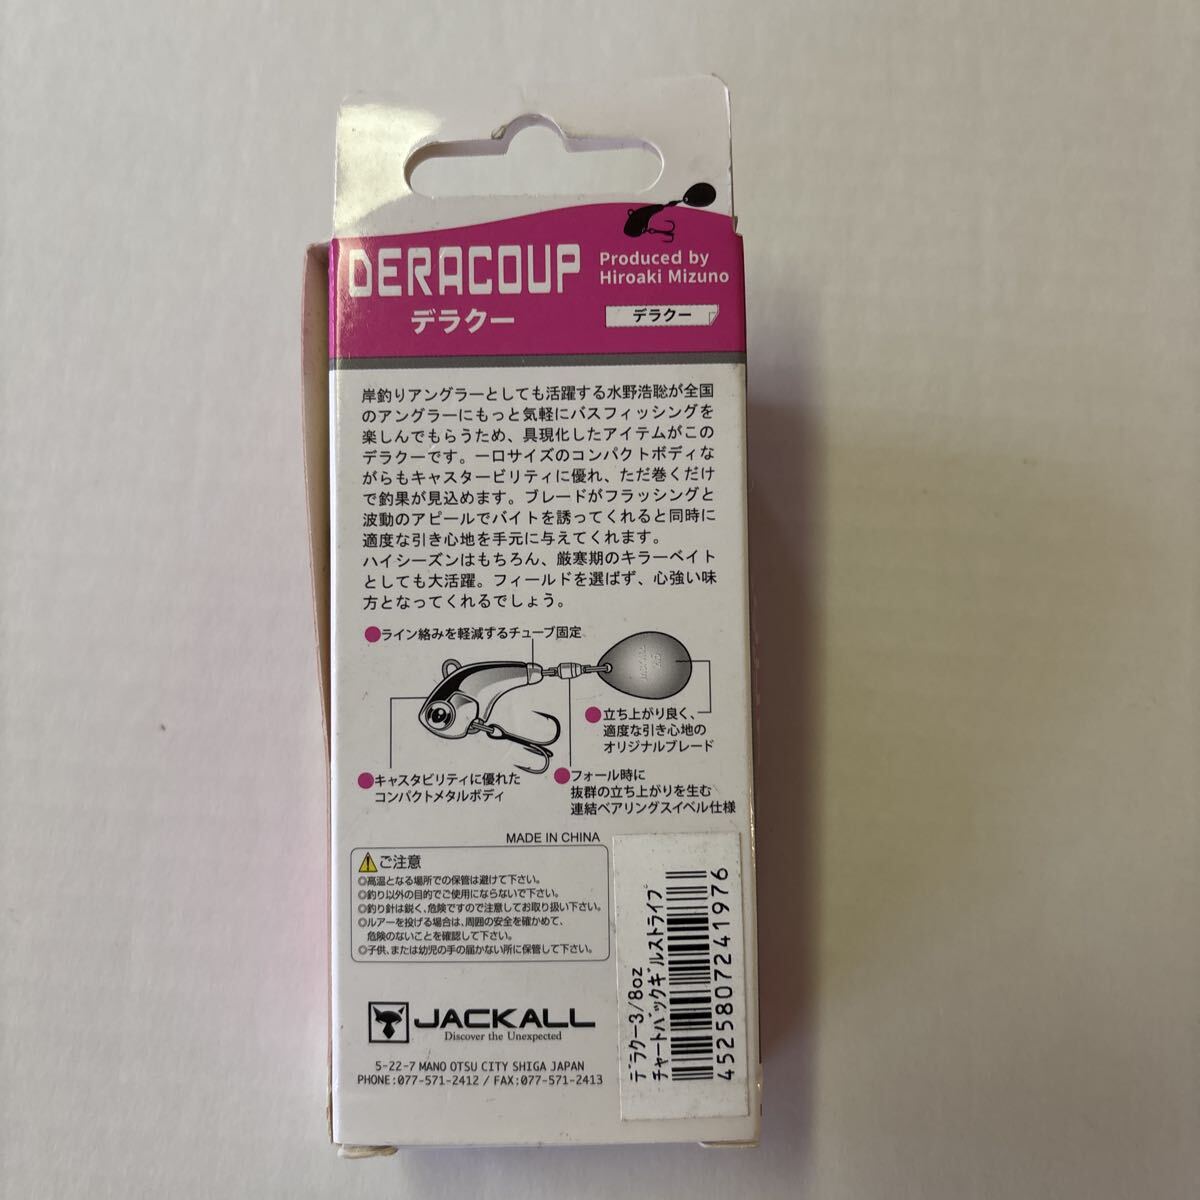 DERACOUP
デラクー
Produced by
Hiroaki Mizuno
デラクー
岸釣りアングラーとしても活躍する水野浩聡が全国
のアングラーにもっと気軽にバスフィッシングを
楽しんでもらうため、具現化したアイテムがこの
デラクーです。一口サイズのコンパクトボディな
がらもキャスタービリティに優れ、ただ巻くだけ
で釣果が見込めます。ブレードがフラッシングと
波動のアピールでバイトを誘ってくれると同時に
適度な引き心地を手元に与えてくれます。
ハイシーズンはもちろん、厳寒期のキラーベイト
としても大活躍。フィールドを選ばず、心強い味
方となってくれるでしょう。
●ライン絡みを軽減するチューブ固定
●立ち上がり良く、
適度な引き心地の
オリジナルブレード
●キャスタビリティに優れた
コンパクトメタルボディ
●フォール時に
抜群の立ち上がりを生む
連結ベアリングスイベル仕様
MADE IN CHINA
ご注意
◎高温となる場所での保管は避けて下さい。
◎釣り以外の目的でご使用にならないで下さい。
◎釣り針は鋭く、危険ですので注意してお取り扱い下さい。
◎ルアーを投げる場合は、周囲の安全を確かめて、
危険のないことを確認して下さい。
◎子供、または幼児の手の届かない所に保管して下さい。
JACKALL
Discover the Unexpected
5-22-7 MANO OTSU CITY SHIGA JAPAN
PHONE:077-571-2412 / FAX:077-571-2413
デラクー3/8oz
チャートバックギルストライプ
4525807241976